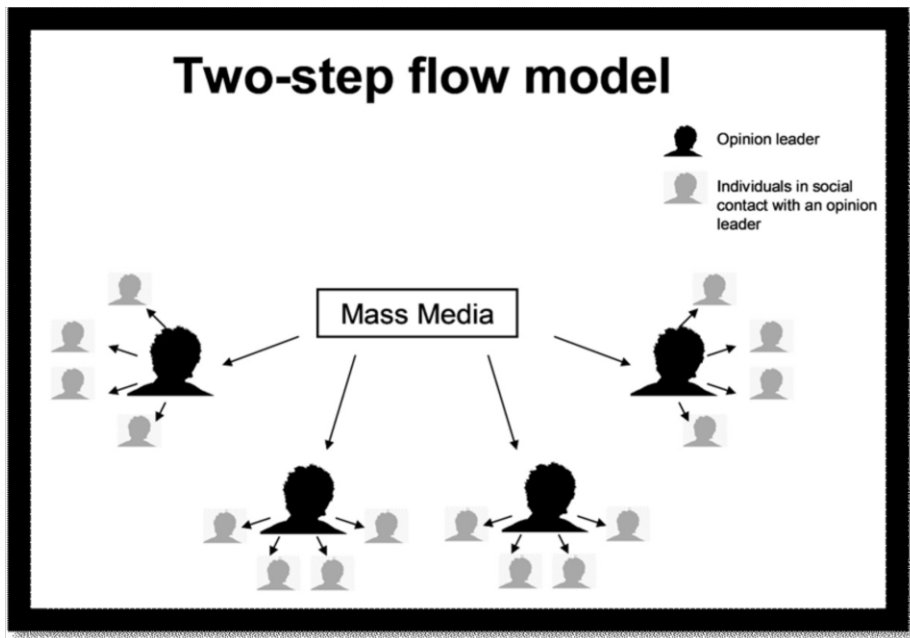 Two-step flow model
Opinion leader
Individuals in social
contact with an opinion
leader
Mass Media